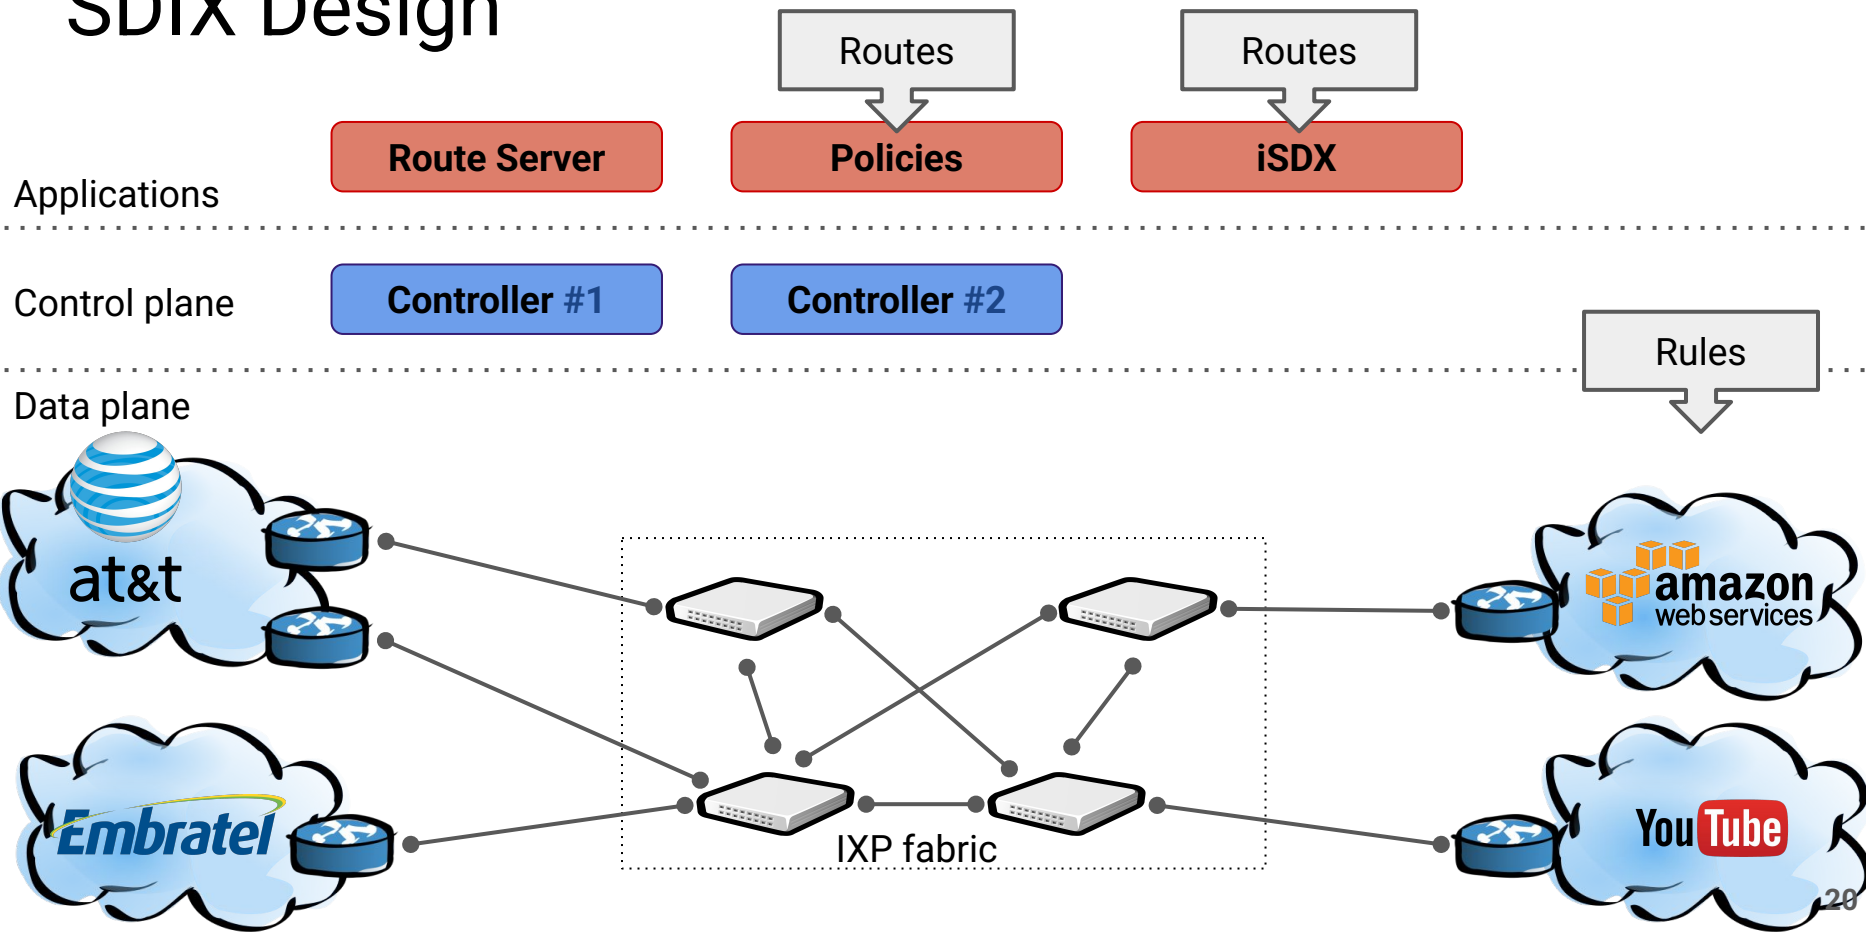 SDIX Design
Routes
Routes
Route Server
Policies
iSDX
Applications
Controller #1
Controller #2
Control plane
Rules
Data plane
at&t
amazon
web services
Embratel
IXP fabric
YouTube
20